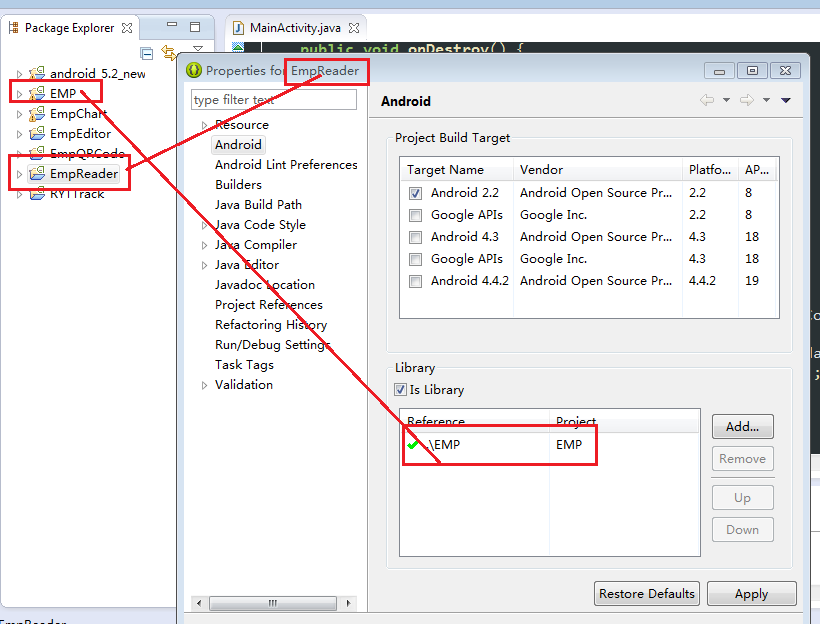 Package Explorer
MainActivity.java
public void onDestroy() {
android 5.2_new
EMP
EmpChart
EmpEditor
EmpQRCode
EmpReader
RYTTrack
Properties for EmpReader
type filter text
Resource
Android
Android Lint Preferences
Builders
Java Build Path
Java Code Style
Java Compiler
Java Editor
Javadoc Location
Project References
Refactoring History
Run/Debug Settings
Task Tags
Validation
Android
Project Build Target
Target Name Vendor Platfo... AP...
Android 2.2 Android Open Source Pr... 2.2 8
Google APIs Google Inc. 2.2 8
Android 4.3 Android Open Source Pr... 4.3 18
Google APIs Google Inc. 4.3 18
Android 4.4.2 Android Open Source Pr... 4.4.2 19
Library
Is Library
Reference Project
..\EMP EMP
Add...
Remove
Up
Down
Restore Defaults Apply
EmpReader